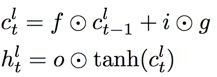 c_t^l = f ⊙ c_{t-1}^l + i ⊙ g
h_t^l = o ⊙ tanh(c_t^l)